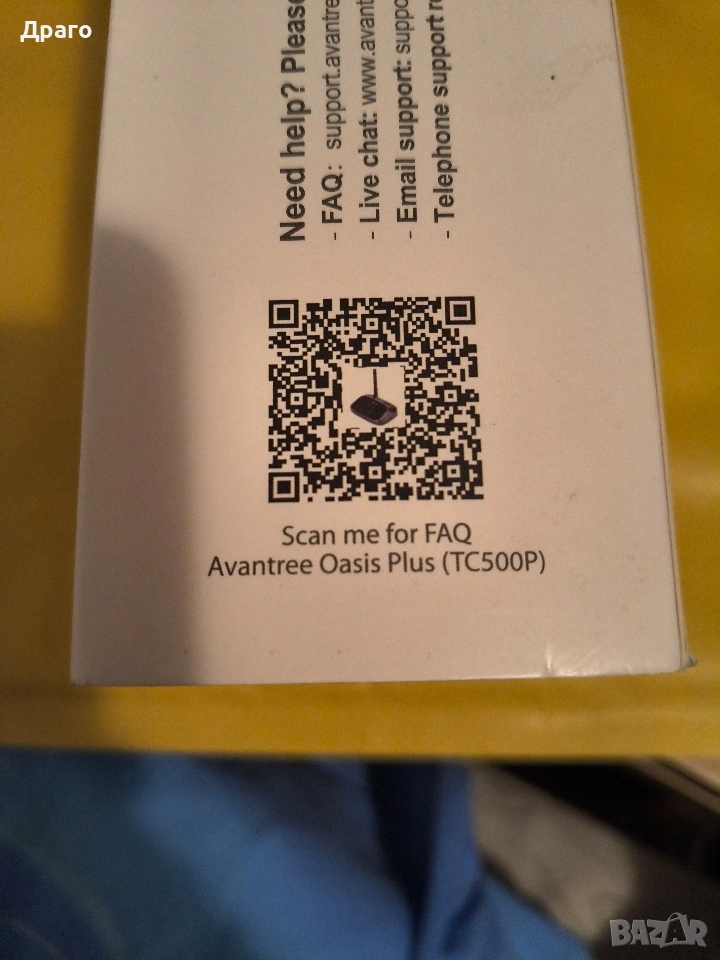 Драго
Need help? Please
- FAQ: support.avantre
- Live chat: www.avant
- Email support: suppo
- Telephone support
Scan me for FAQ
Avantree Oasis Plus (TC500P)
BAZAR